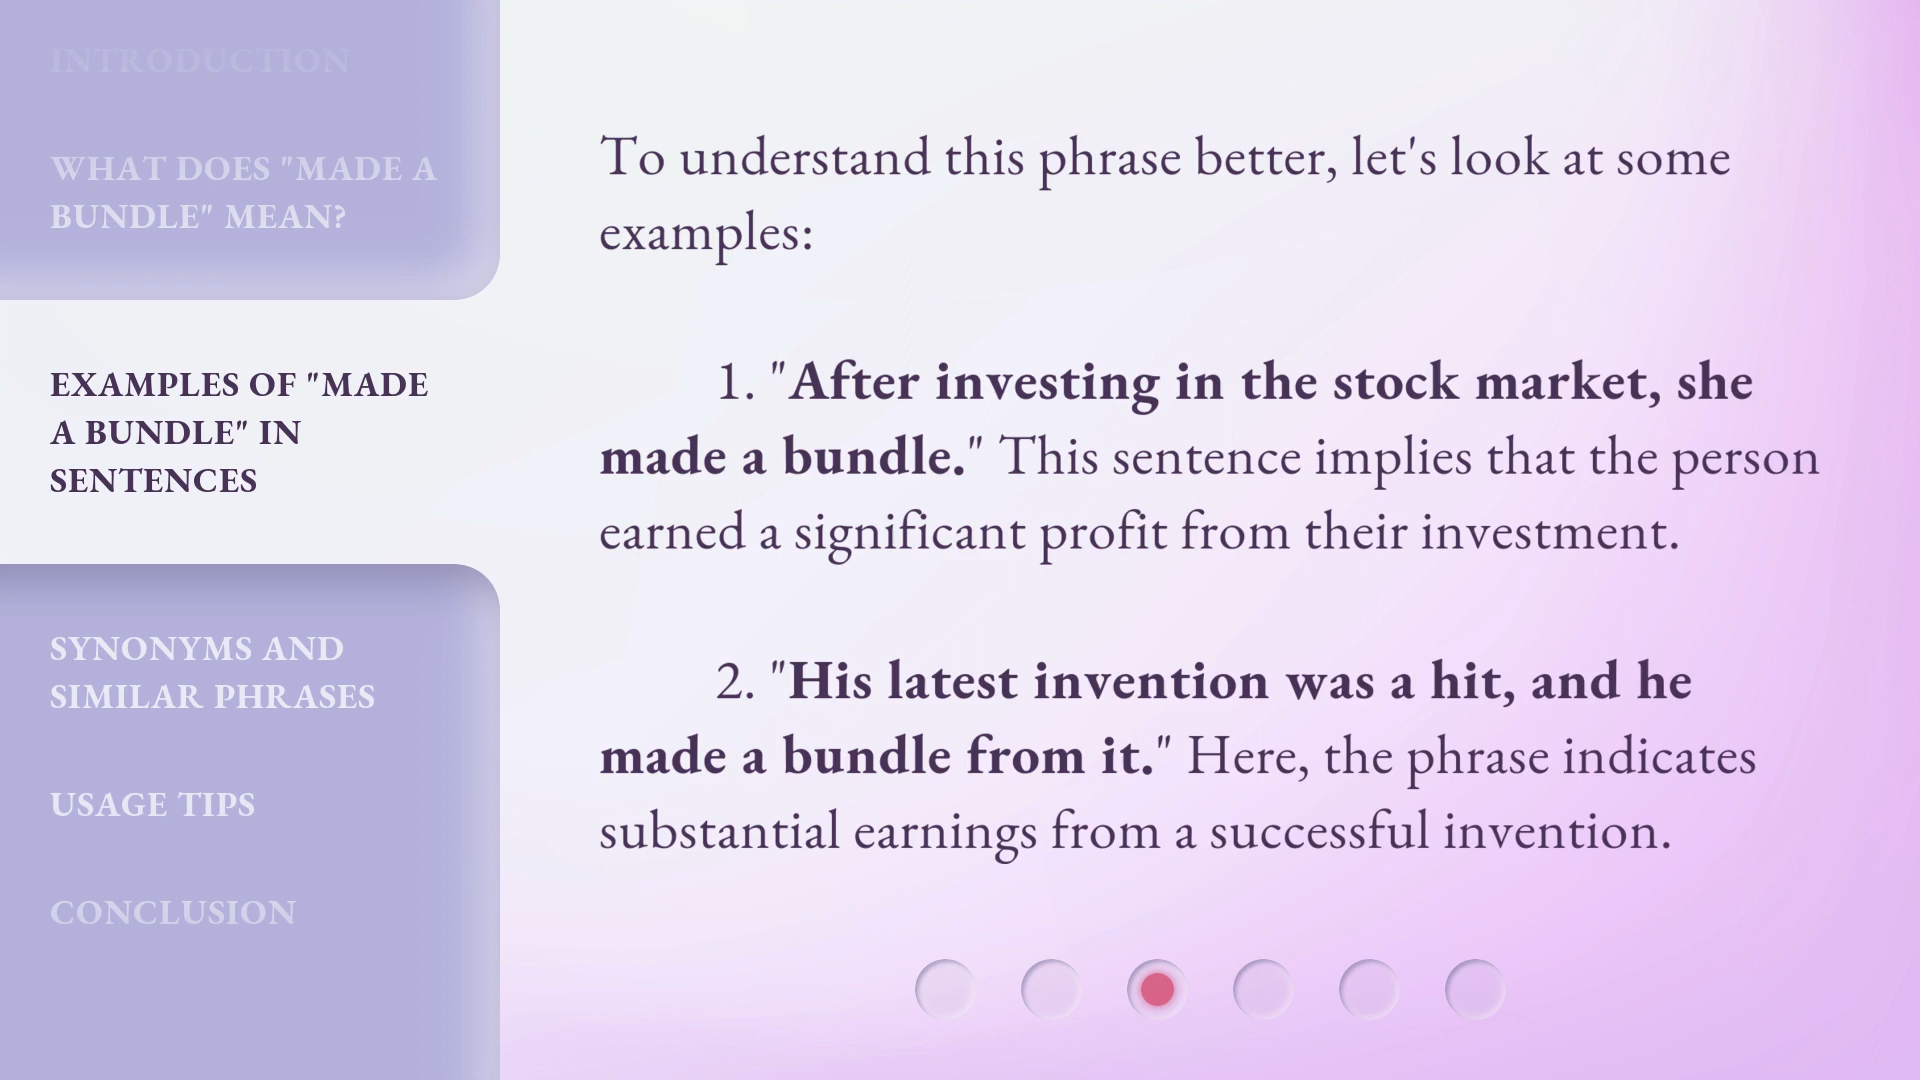 INTRODUCTION
WHAT DOES "MADE A
BUNDLE" MEAN?
EXAMPLES OF "MADE
A BUNDLE" IN
SENTENCES
SYNONYMS AND
SIMILAR PHRASES
USAGE TIPS
CONCLUSION
To understand this phrase better, let's look at some
examples:
1. "After investing in the stock market, she
made a bundle." This sentence implies that the person
earned a significant profit from their investment.
2. "His latest invention was a hit, and he
made a bundle from it." Here, the phrase indicates
substantial earnings from a successful invention.